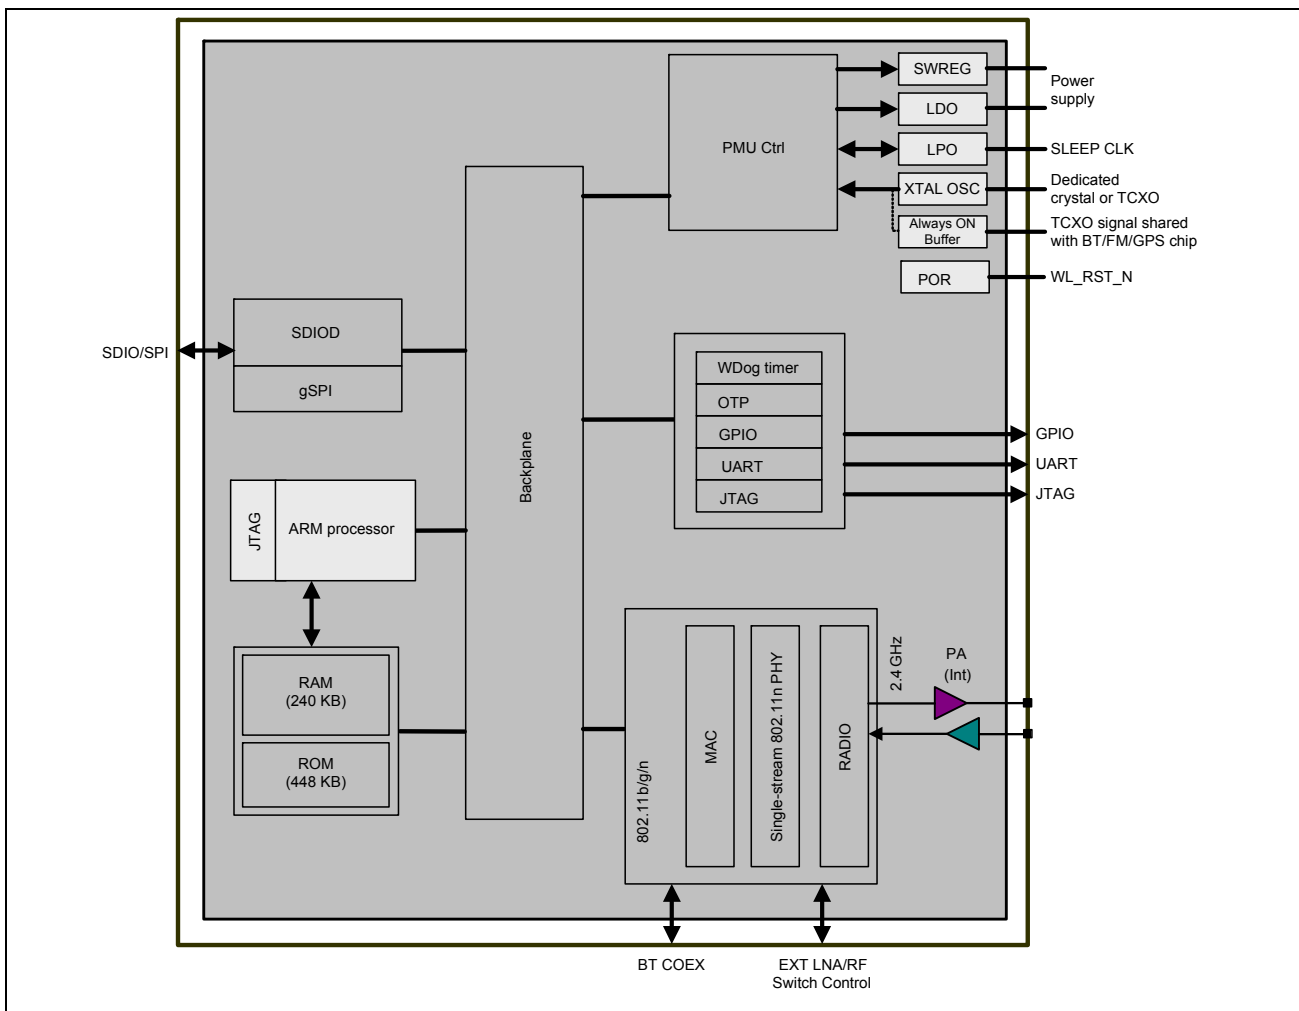 SWREG
Power
supply
LDO
PMU Ctrl
LPO
SLEEP CLK
XTAL OSC
Dedicated
crystal or TCXO
Always ON
Buffer
TCXO signal shared
with BT/FM/GPS chip
POR
WL_RST_N
SDIO/SPI
SDIOD
gSPI
Backplane
WDog timer
OTP
GPIO
UART
JTAG
GPIO
UART
JTAG
JTAG
ARM processor
RAM
(240 KB)
ROM
(448 KB)
802.11b/g/n
MAC
Single-stream 802.11n PHY
RADIO
2.4 GHz
PA
(Int)
BT COEX
EXT LNA/RF
Switch Control